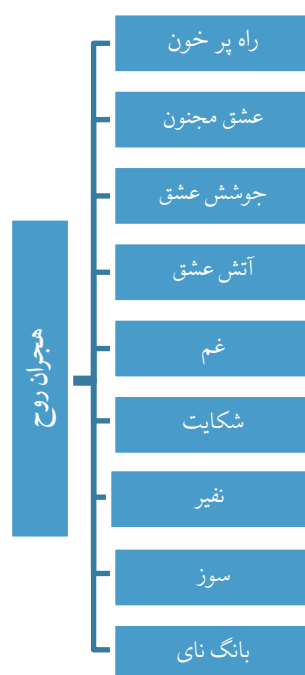 هجران روح
راه پر خون
عشق مجنون
جوشش عشق
آتش عشق
غم
شکایت
نفیر
سوز
بانگ نای